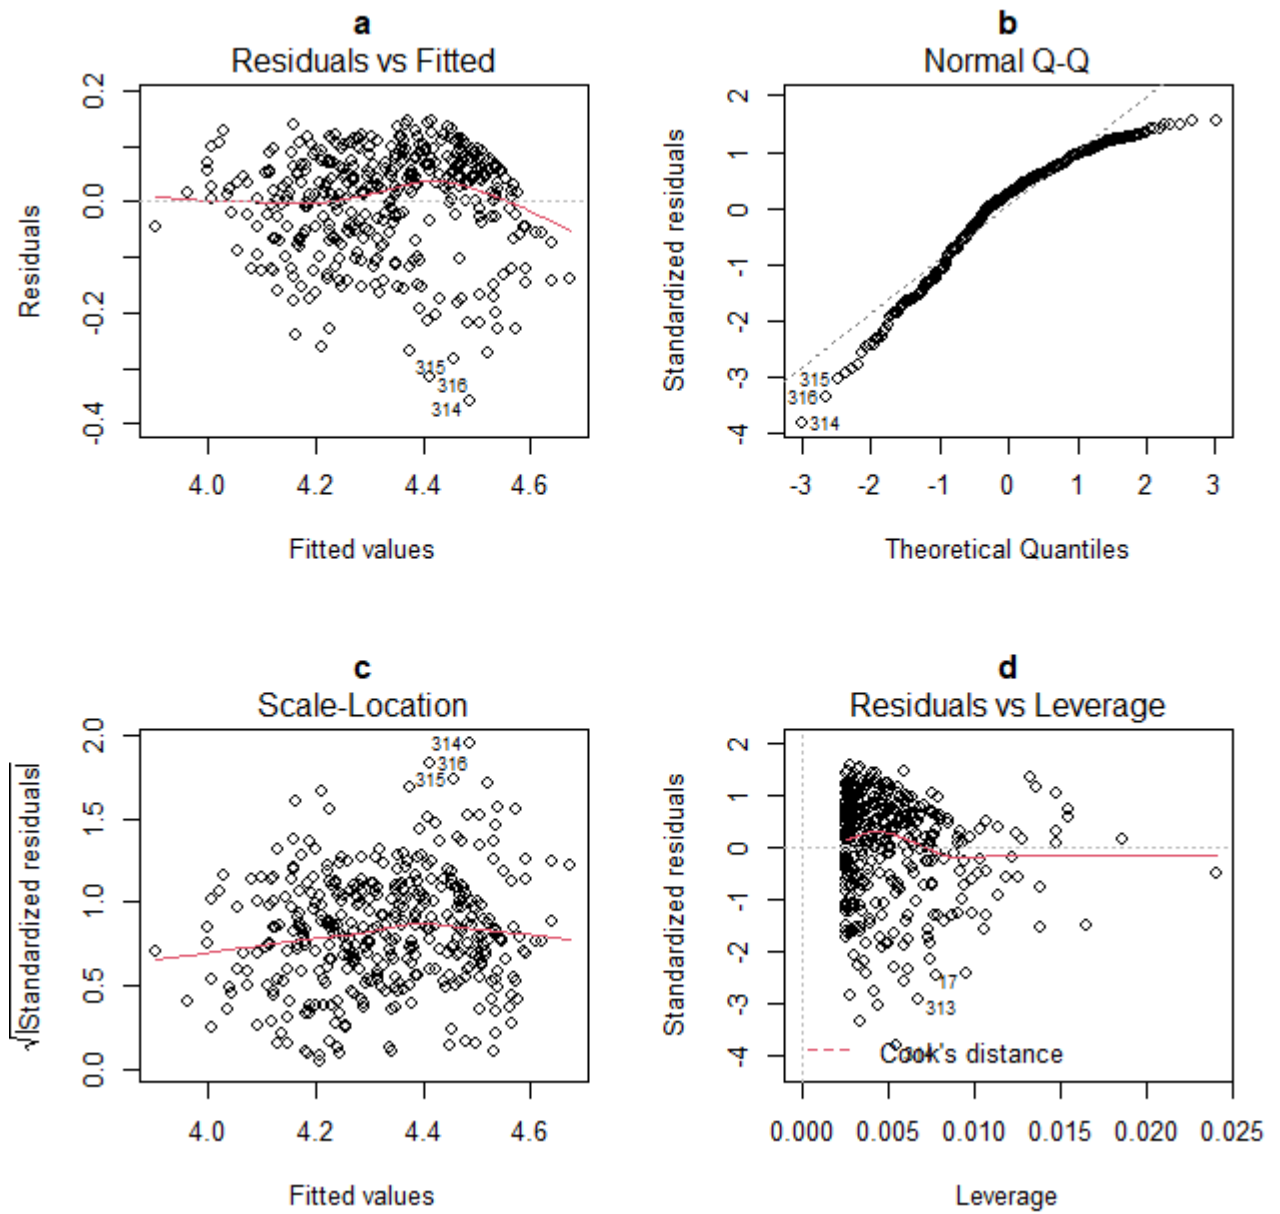 a
Residuals vs Fitted
Residuals
0.2
0.0
-0.2
-0.4
315
316
314
4.0 4.2 4.4 4.6
Fitted values
b
Normal Q-Q
Standardized residuals
2
1
0
-1
-2
-3
-4
315
316
314
-3 -2 -1 0 1 2 3
Theoretical Quantiles
c
Scale-Location
√|Standardized residuals|
2.0
1.5
1.0
0.5
0.0
314
316
315
4.0 4.2 4.4 4.6
Fitted values
d
Residuals vs Leverage
Standardized residuals
2
1
0
-1
-2
-3
-4
17
313
Cook's distance
0.000 0.005 0.010 0.015 0.020 0.025
Leverage